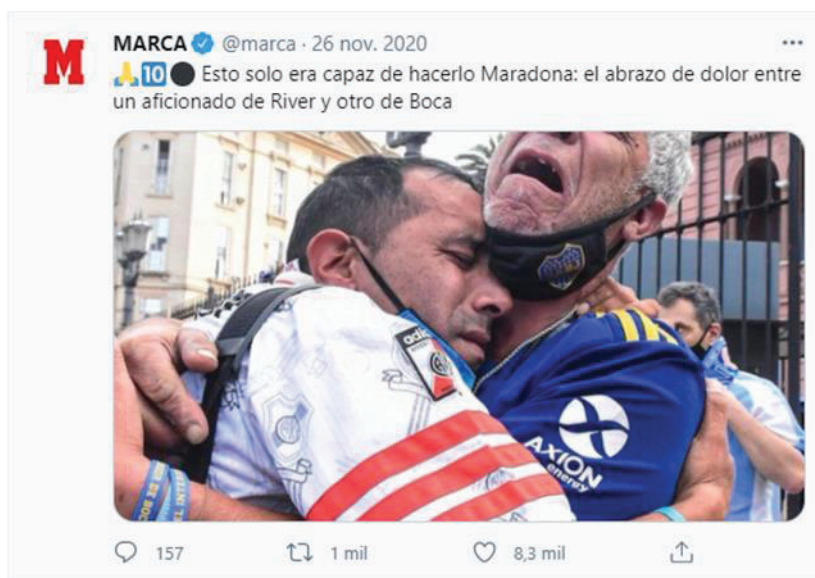 M MARCA @marca · 26 nov. 2020 ...
🙏🔟⚫ Esto solo era capaz de hacerlo Maradona: el abrazo de dolor entre
un aficionado de River y otro de Boca
adidas
AXION
energy
157 1 mil 8,3 mil